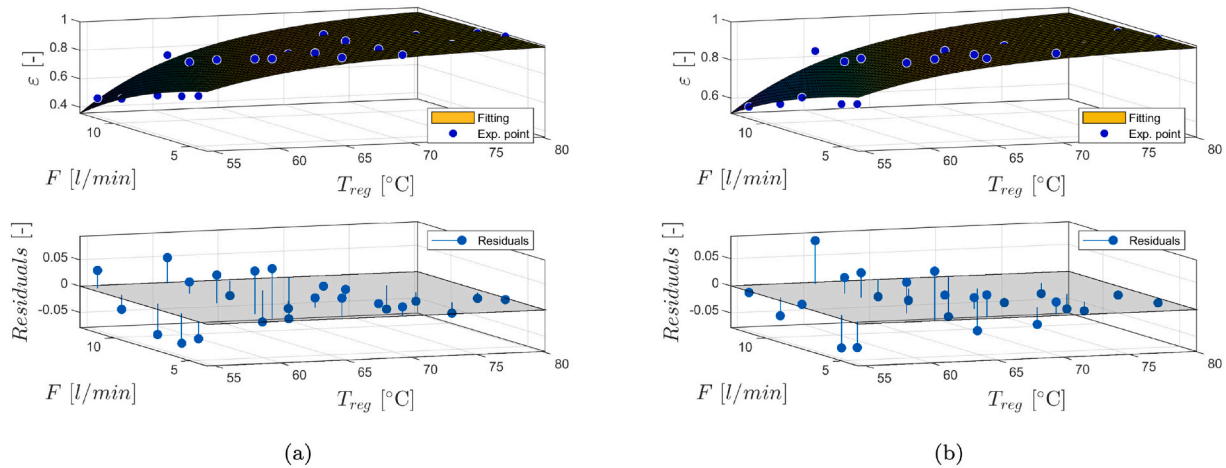 1
0.8
0.6
0.4
ε [-]
10
5
F [l/min]
55
60
65
70
75
80
T_reg [°C]
Fitting
Exp. point
0.05
0
-0.05
Residuals [-]
10
5
F [l/min]
55
60
65
70
75
80
T_reg [°C]
Residuals
(a)
1
0.8
0.6
ε [-]
10
5
F [l/min]
55
60
65
70
75
80
T_reg [°C]
Fitting
Exp. point
0.05
0
-0.05
Residuals [-]
10
5
F [l/min]
55
60
65
70
75
80
T_reg [°C]
Residuals
(b)